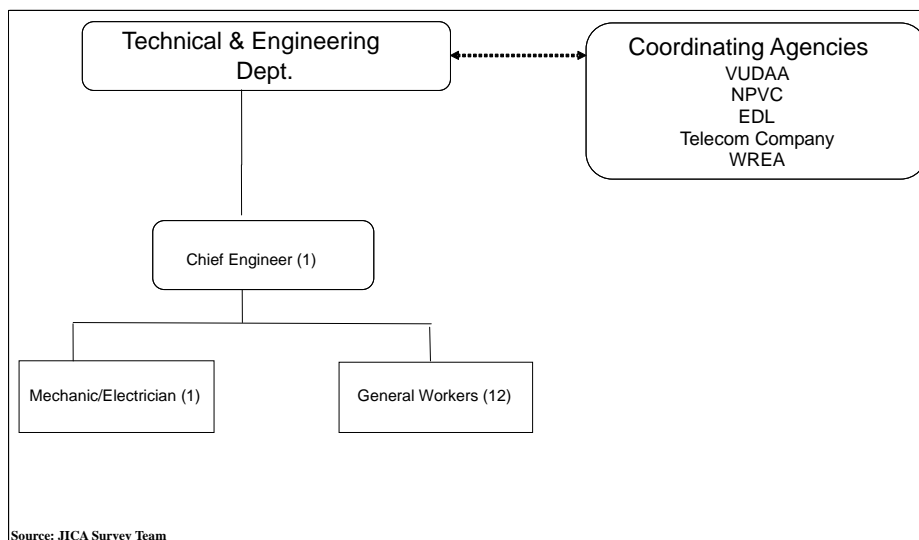 Technical & Engineering
Dept.
Coordinating Agencies
VUDAA
NPVC
EDL
Telecom Company
WREA
Chief Engineer (1)
Mechanic/Electrician (1)
General Workers (12)
Source: JICA Survey Team